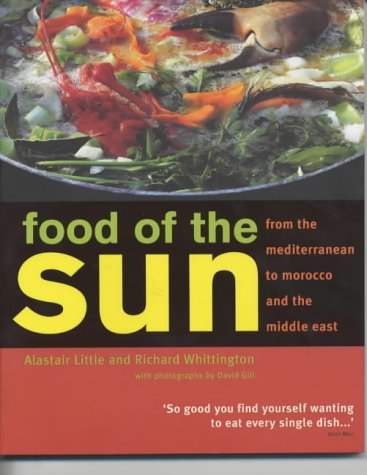 food of the
sun
from the
mediterranean
to morocco
and the
middle east
Alastair Little and Richard Whittington
with photographs by David Gill
'So good you find yourself wanting
to eat every single dish...'